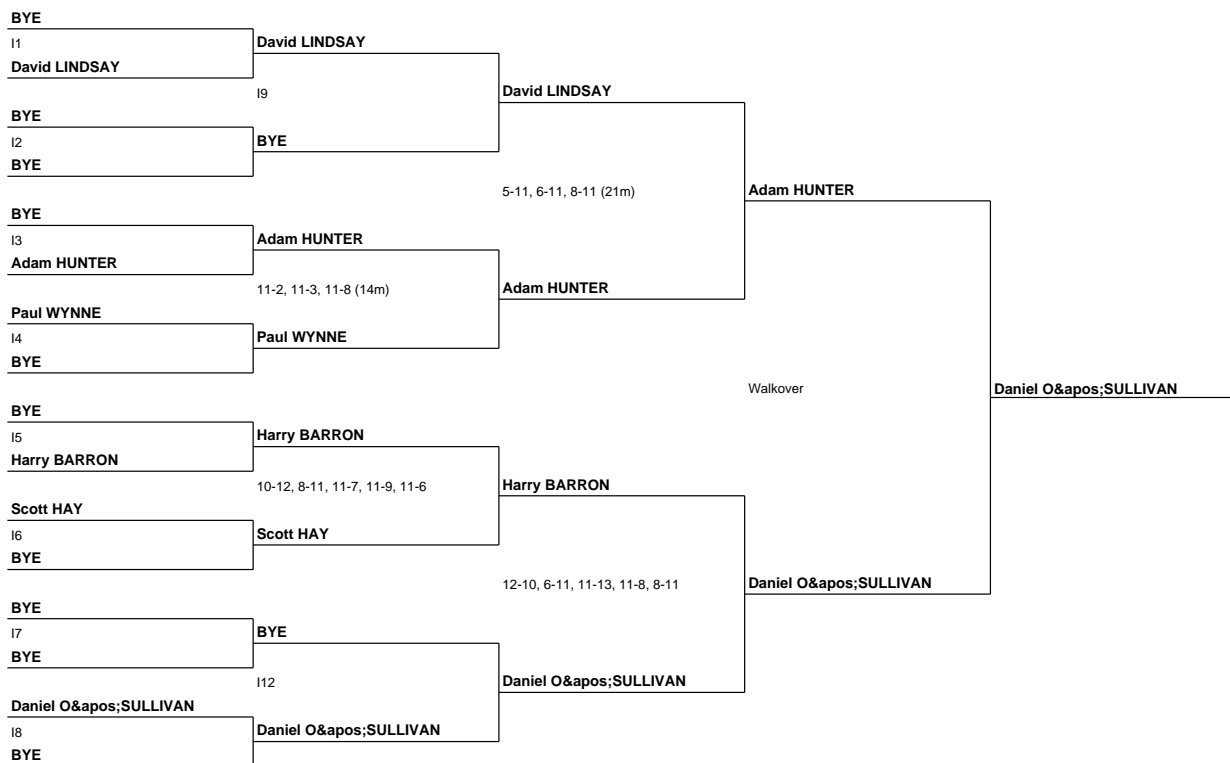 BYE
I1
David LINDSAY
BYE
I2
BYE
BYE
I3
Adam HUNTER
Paul WYNNE
I4
BYE
BYE
I5
Harry BARRON
Scott HAY
I6
BYE
BYE
I7
BYE
Daniel O&apos;SULLIVAN
I8
BYE
David LINDSAY
I9
BYE
Adam HUNTER
11-2, 11-3, 11-8 (14m)
Paul WYNNE
Harry BARRON
10-12, 8-11, 11-7, 11-9, 11-6
Scott HAY
BYE
I12
Daniel O&apos;SULLIVAN
David LINDSAY
5-11, 6-11, 8-11 (21m)
Adam HUNTER
Harry BARRON
12-10, 6-11, 11-13, 11-8, 8-11
Daniel O&apos;SULLIVAN
Adam HUNTER
Walkover
Daniel O&apos;SULLIVAN
Daniel O&apos;SULLIVAN